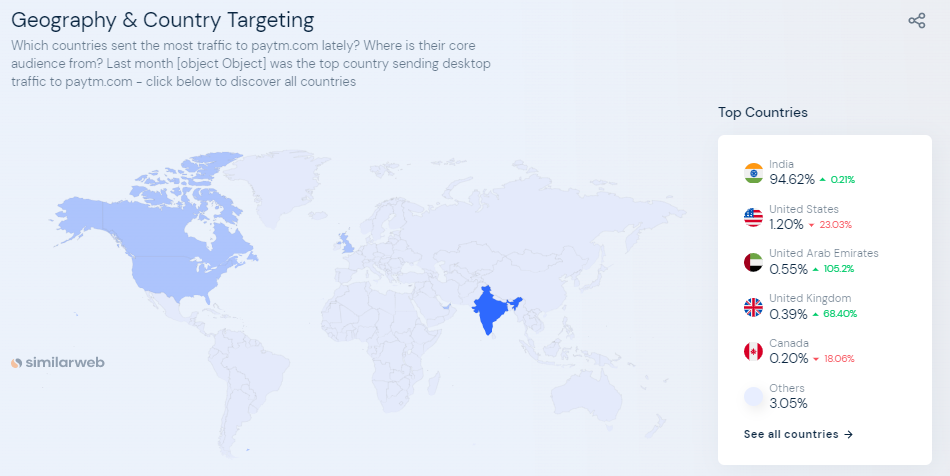 Geography & Country Targeting
Which countries sent the most traffic to paytm.com lately? Where is their core
audience from? Last month [object Object] was the top country sending desktop
traffic to paytm.com - click below to discover all countries
Top Countries
India
94.62% 0.21%
United States
1.20% 23.03%
United Arab Emirates
0.55% 105.2%
United Kingdom
0.39% 68.40%
Canada
0.20% 18.06%
Others
3.05%
See all countries →
similarweb